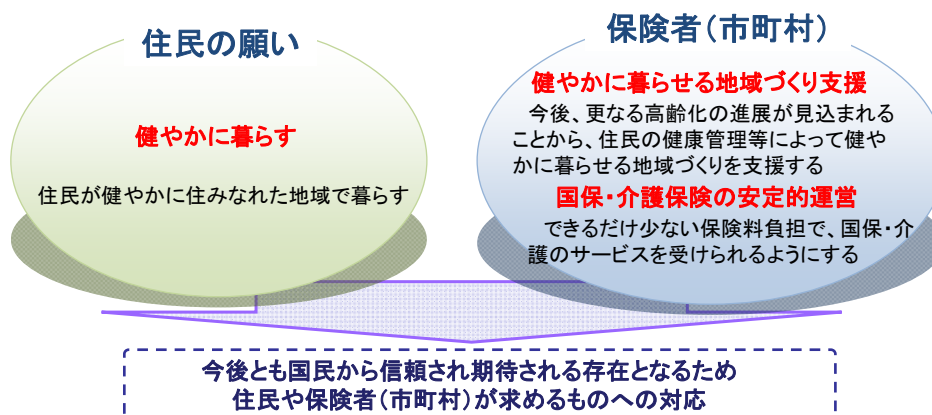 住民の願い
健やかに暮らす
住民が健やかに住みなれた地域で暮らす
保険者(市町村)
健やかに暮らせる地域づくり支援
今後、更なる高齢化の進展が見込まれる
ことから、住民の健康管理等によって健や
かに暮らせる地域づくりを支援する
国保・介護保険の安定的運営
できるだけ少ない保険料負担で、国保・介
護のサービスを受けられるようにする
今後とも国民から信頼され期待される存在となるため
住民や保険者(市町村)が求めるものへの対応